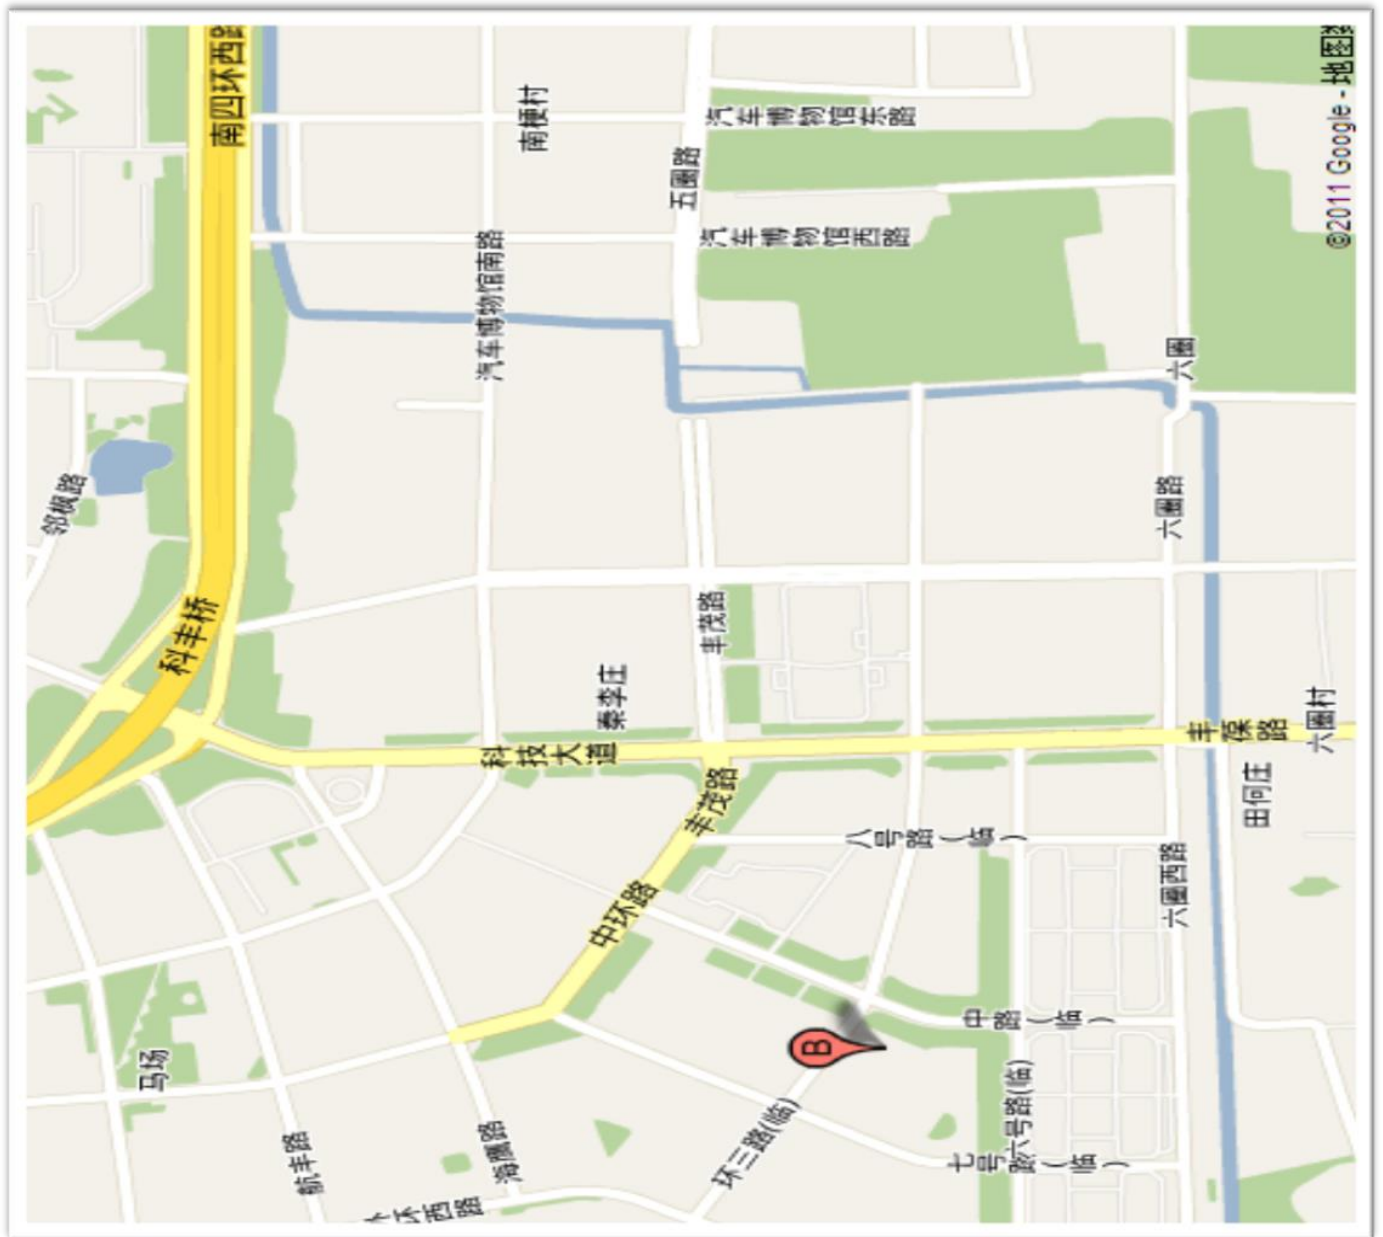 南四环西路
南梗村
汽车博物馆东路
五圈路
汽车博物馆西路
汽车博物馆南路
©2011 Google - 地图数
六圈
邻枫路
六圈路
科丰桥
丰茂路
秦李庄
科技大道
丰葆路
六圈村
田何庄
丰茂路
八号路(临)
六圈西路
中环路
中路(临)
B
马场
六号路(临)
环三路(临)
七号路(临)
航丰路
海鹰路
环西路